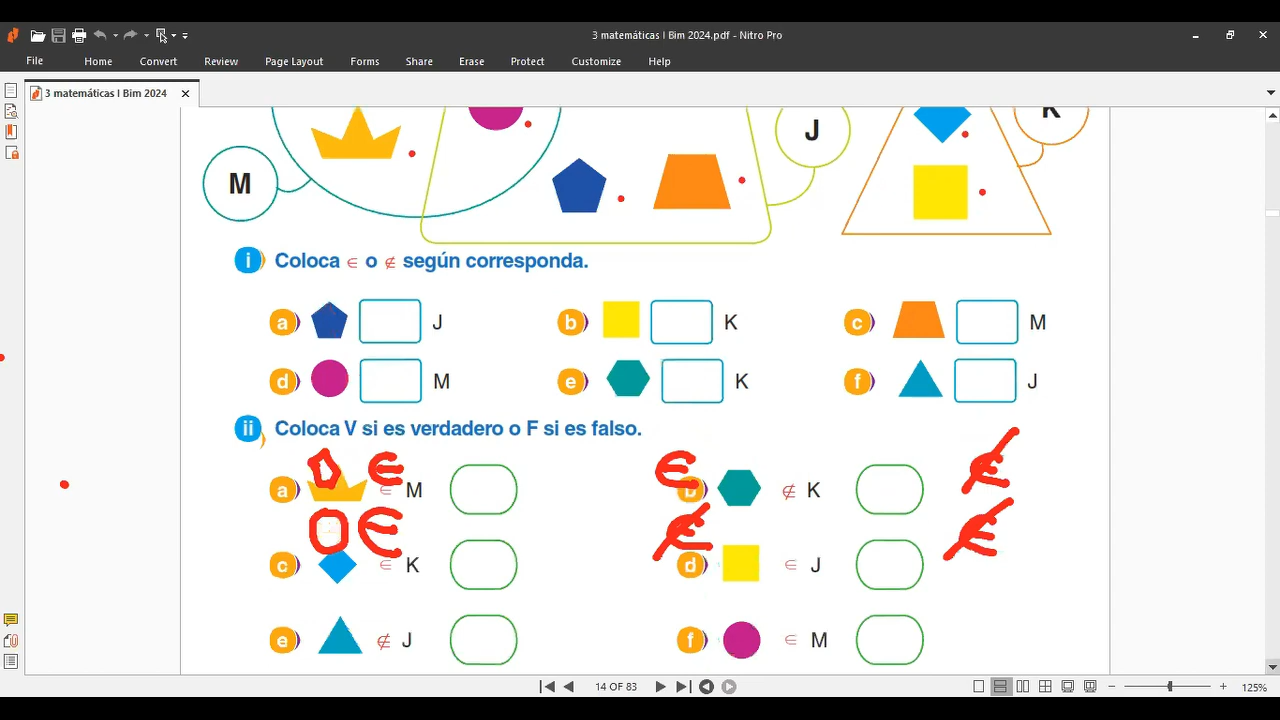 3 matemáticas I Bim 2024.pdf - Nitro Pro
File Home Convert Review Page Layout Forms Share Erase Protect Customize Help
3 matemáticas I Bim 2024
M J K
i Coloca ∈ o ∉ según corresponda.
a J b K c M
d M e K f J
ii Coloca V si es verdadero o F si es falso.
∈ ∈ ∉
a ∈ M b ∉ K
∈ ∉ ∉
c ∈ K d ∈ J
e ∉ J f ∈ M
14 OF 83 125%